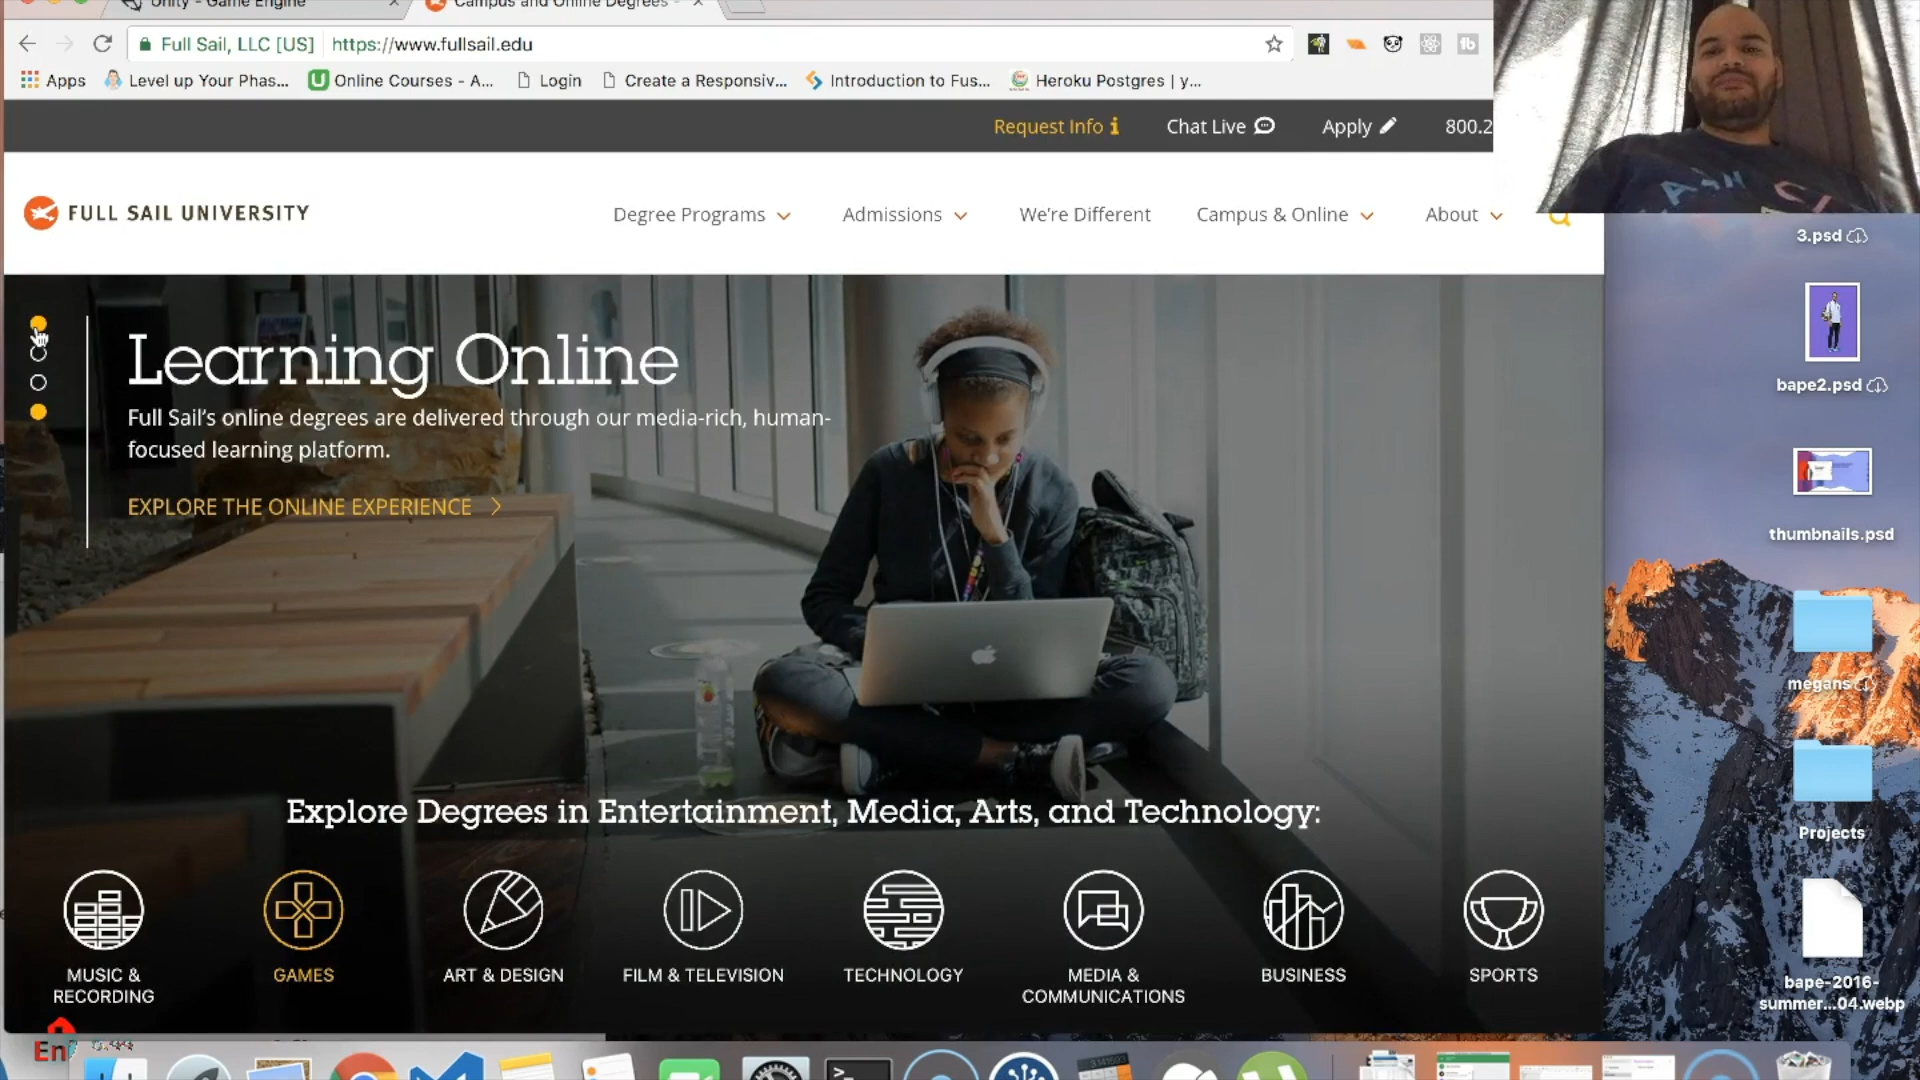 Unity - Game Engine
Campus and Online Degrees -
Full Sail, LLC [US] https://www.fullsail.edu
Apps Level up Your Phas... Online Courses - A... Login Create a Responsiv... Introduction to Fus... Heroku Postgres | y...
Request Info Chat Live Apply 800.2
FULL SAIL UNIVERSITY Degree Programs Admissions We're Different Campus & Online About
Learning Online
Full Sail's online degrees are delivered through our media-rich, human-
focused learning platform.
EXPLORE THE ONLINE EXPERIENCE
Explore Degrees in Entertainment, Media, Arts, and Technology:
MUSIC &
RECORDING
GAMES
ART & DESIGN
FILM & TELEVISION
TECHNOLOGY
MEDIA &
COMMUNICATIONS
BUSINESS
SPORTS
3.psd
bape2.psd
thumbnails.psd
megans
Projects
bape-2016-
summer...04.webp
En